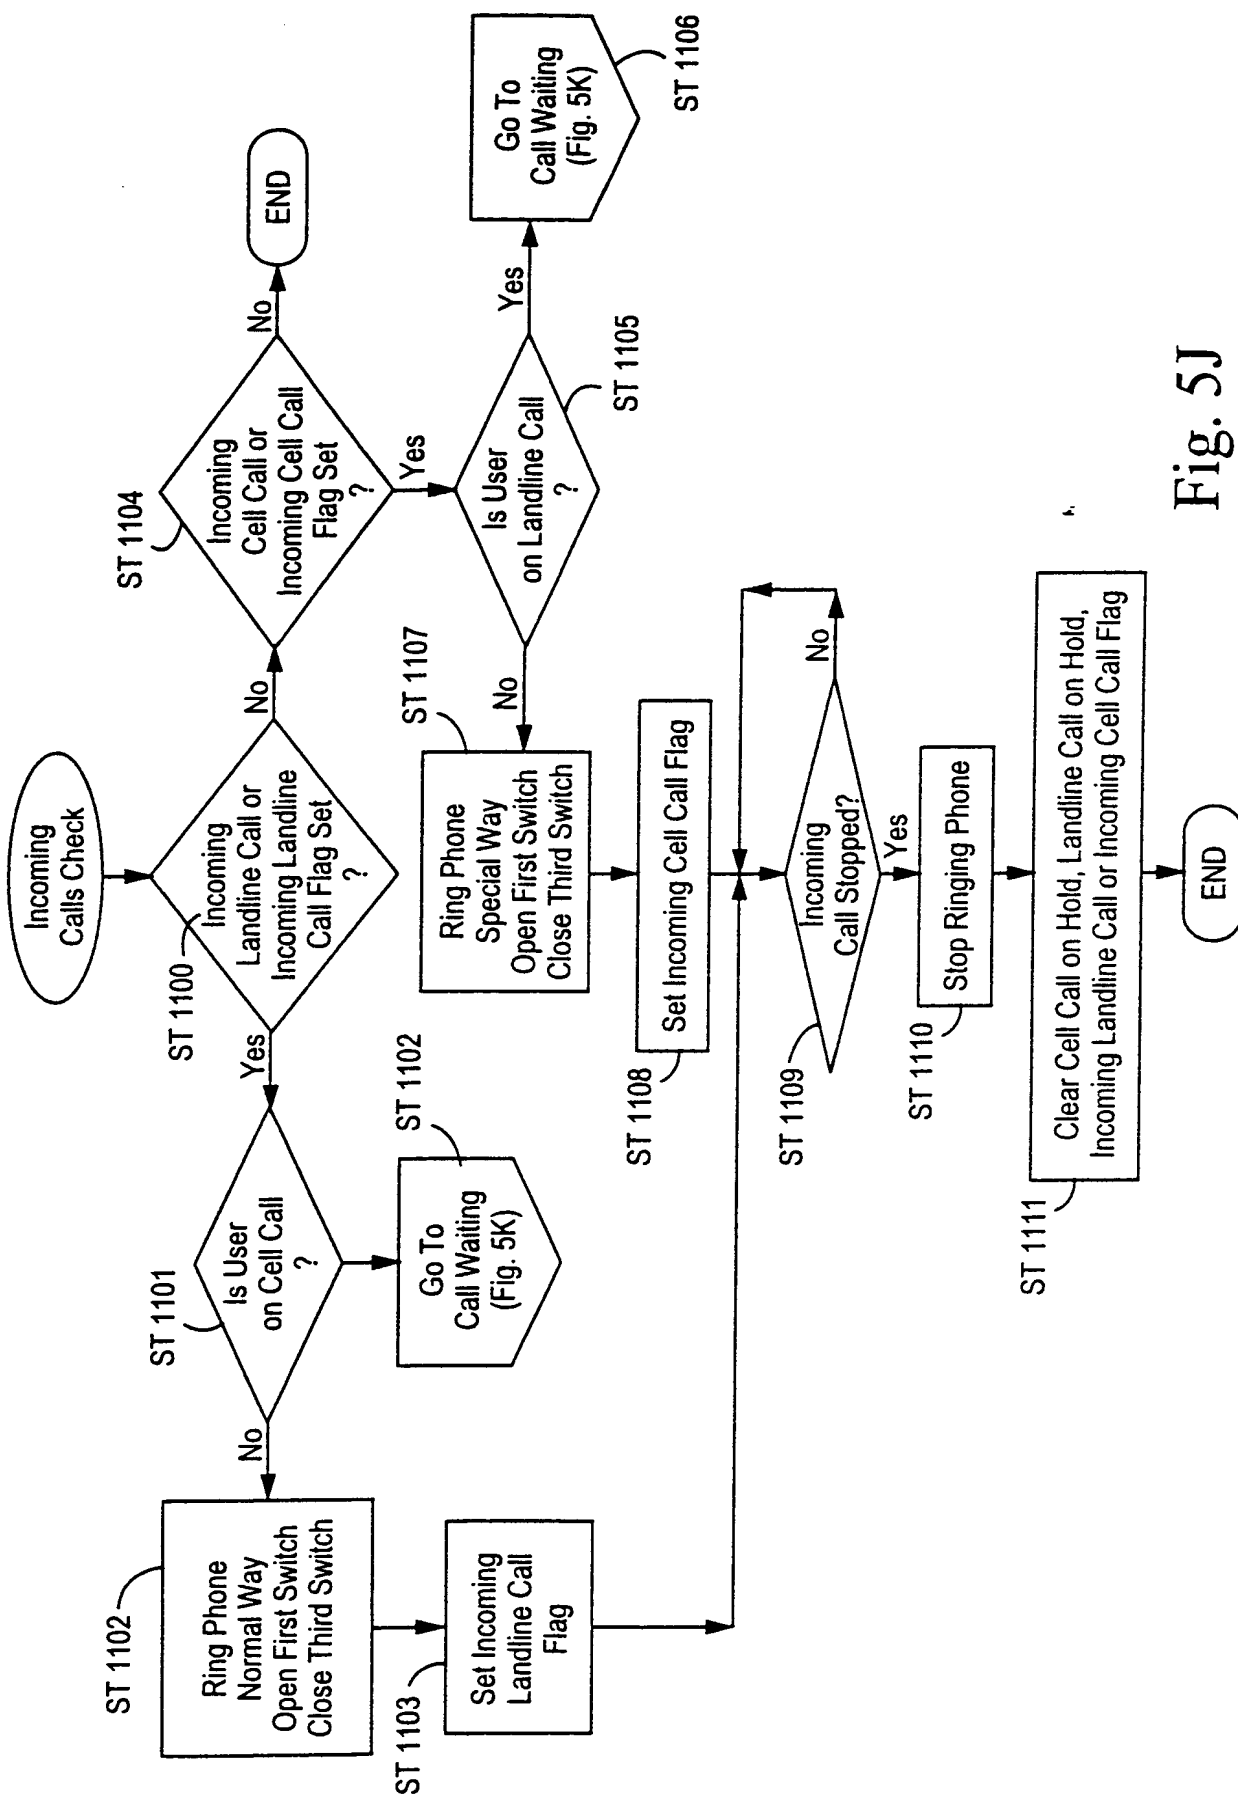 Incoming
Calls Check
ST 1100
Incoming
Landline Call or
Incoming Landline
Call Flag Set
?
Yes
No
ST 1101
Is User
on Cell Call
?
No
ST 1102
Go To
Call Waiting
(Fig. 5K)
ST 1102
Ring Phone
Normal Way
Open First Switch
Close Third Switch
ST 1103
Set Incoming
Landline Call
Flag
ST 1104
Incoming
Cell Call or
Incoming Cell Call
Flag Set
?
No
END
Yes
ST 1105
Is User
on Landline Call
?
Yes
ST 1106
Go To
Call Waiting
(Fig. 5K)
No
ST 1107
Ring Phone
Special Way
Open First Switch
Close Third Switch
ST 1108
Set Incoming Cell Call Flag
ST 1109
Incoming
Call Stopped?
No
Yes
ST 1110
Stop Ringing Phone
ST 1111
Clear Cell Call on Hold, Landline Call on Hold,
Incoming Landline Call or Incoming Cell Call Flag
END
Fig. 5J